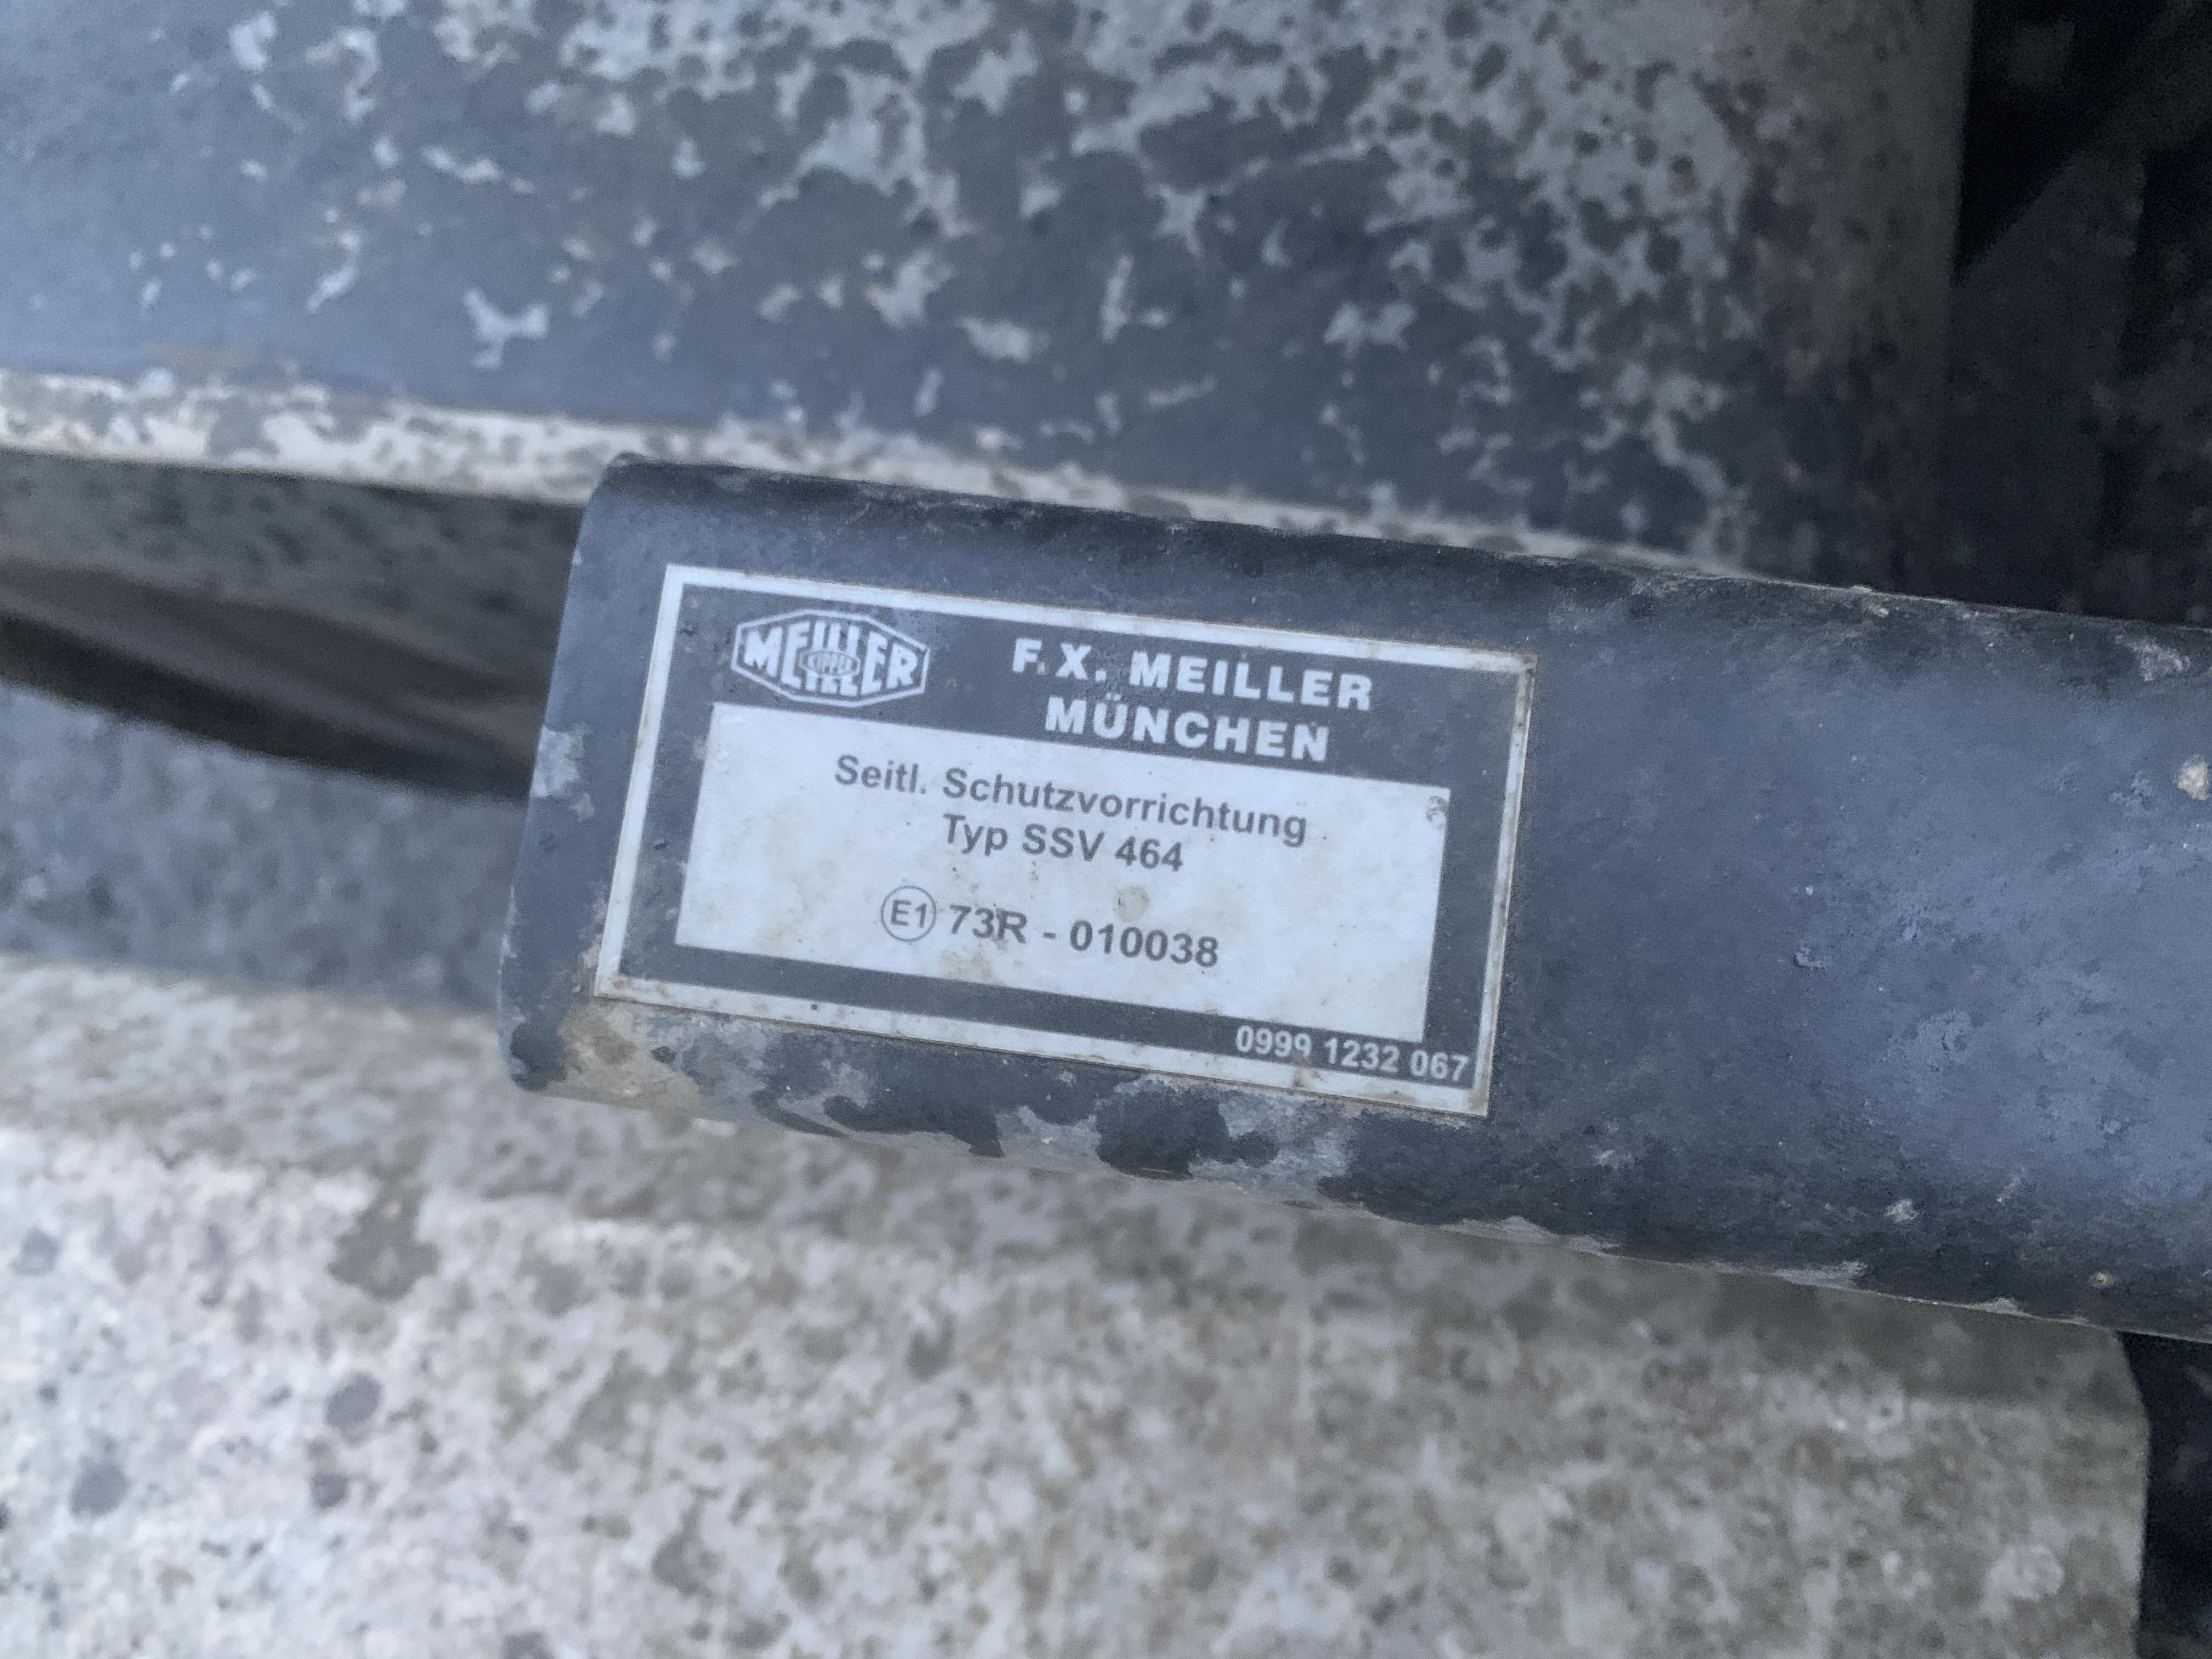 MEILLER
KIPPER
F.X. MEILLER
MÜNCHEN
Seitl. Schutzvorrichtung
Typ SSV 464
E1 73R - 010038
0999 1232 067